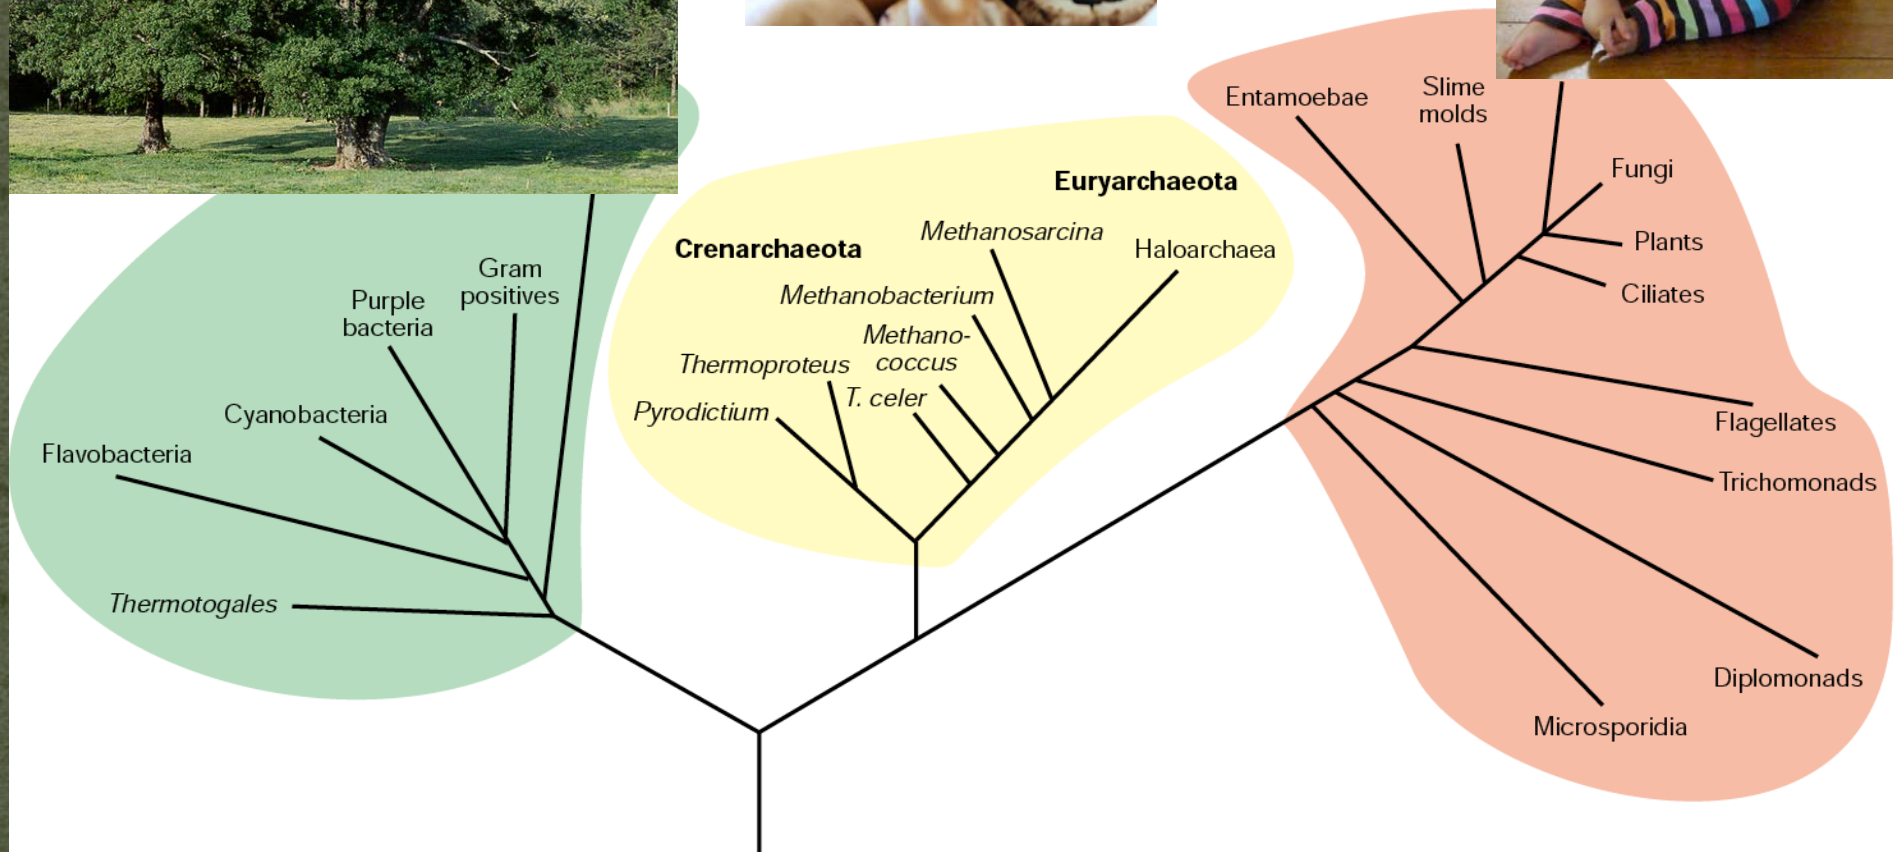 Gram
positives
Purple
bacteria
Cyanobacteria
Flavobacteria
Thermotogales
Euryarchaeota
Crenarchaeota
Methanosarcina
Haloarchaea
Methanobacterium
Methano-
coccus
Thermoproteus
T. celer
Pyrodictium
Entamoebae
Slime
molds
Fungi
Plants
Ciliates
Flagellates
Trichomonads
Diplomonads
Microsporidia